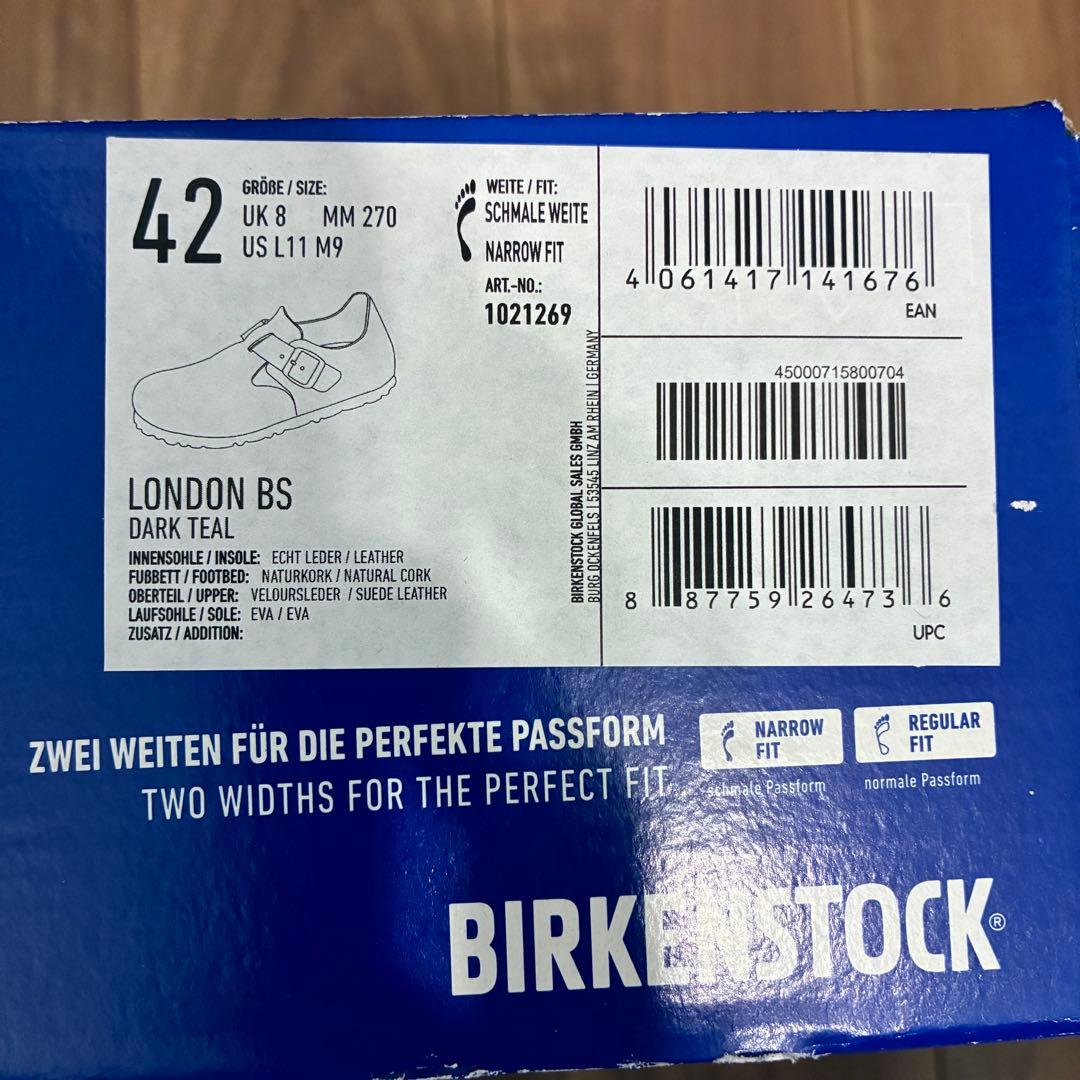 42
GRÖẞE / SIZE:
UK 8 MM 270
US L11 M9
WEITE / FIT:
SCHMALE WEITE
NARROW FIT
ART.-NO.:
1021269
LONDON BS
DARK TEAL
INNENSOHLE / INSOLE: ECHT LEDER / LEATHER
FUẞBETT / FOOTBED: NATURKORK / NATURAL CORK
OBERTEIL / UPPER: VELOURSLEDER / SUEDE LEATHER
LAUFSOHLE / SOLE: EVA / EVA
ZUSATZ / ADDITION:
BIRKENSTOCK GLOBAL SALES GMBH
BURG OCKENFELS | 53545 LINZ AM RHEIN | GERMANY
4 061417 141676
EAN
45000715800704
8 87759 26473 6
UPC
ZWEI WEITEN FÜR DIE PERFEKTE PASSFORM
TWO WIDTHS FOR THE PERFECT FIT
NARROW
FIT
schmale Passform
REGULAR
FIT
normale Passform
BIRKENSTOCK®